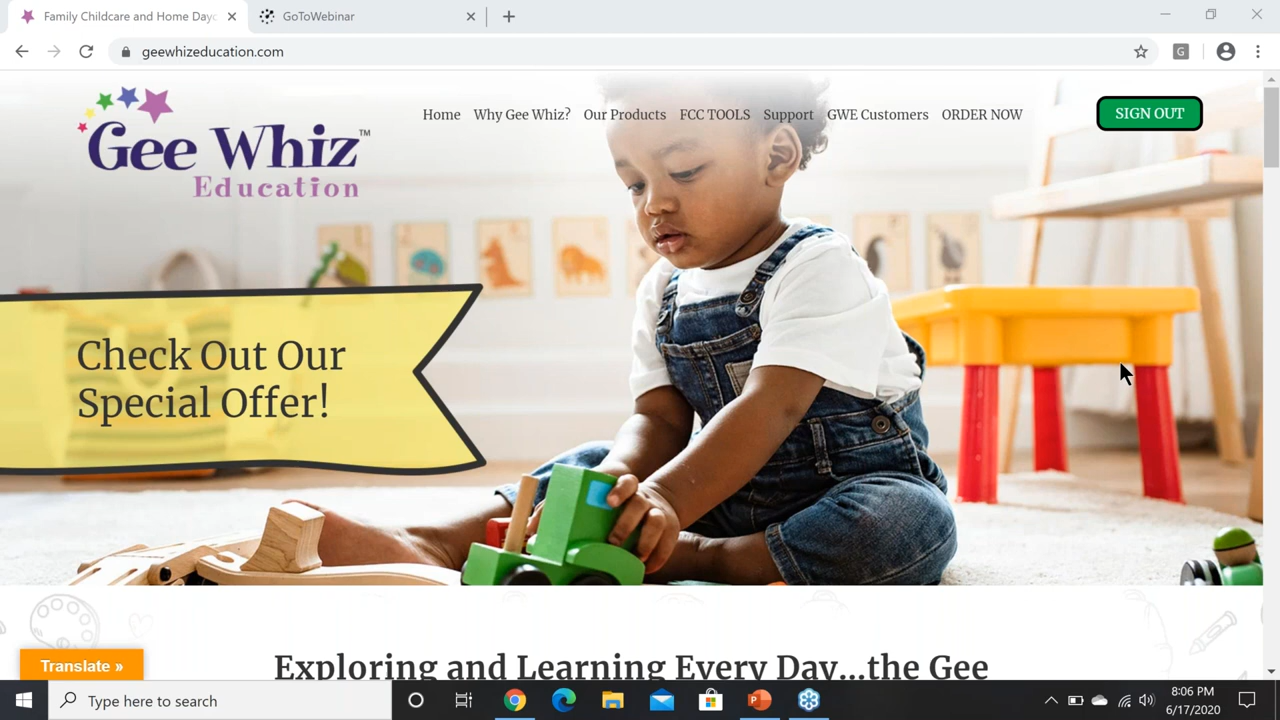 Family Childcare and Home Dayc
GoToWebinar
geewhizeducation.com
G
Gee Whiz™
Education
Home
Why Gee Whiz?
Our Products
FCC TOOLS
Support
GWE Customers
ORDER NOW
SIGN OUT
Check Out Our
Special Offer!
Exploring and Learning Every Day...the Gee
Translate »
Type here to search
8:06 PM
6/17/2020